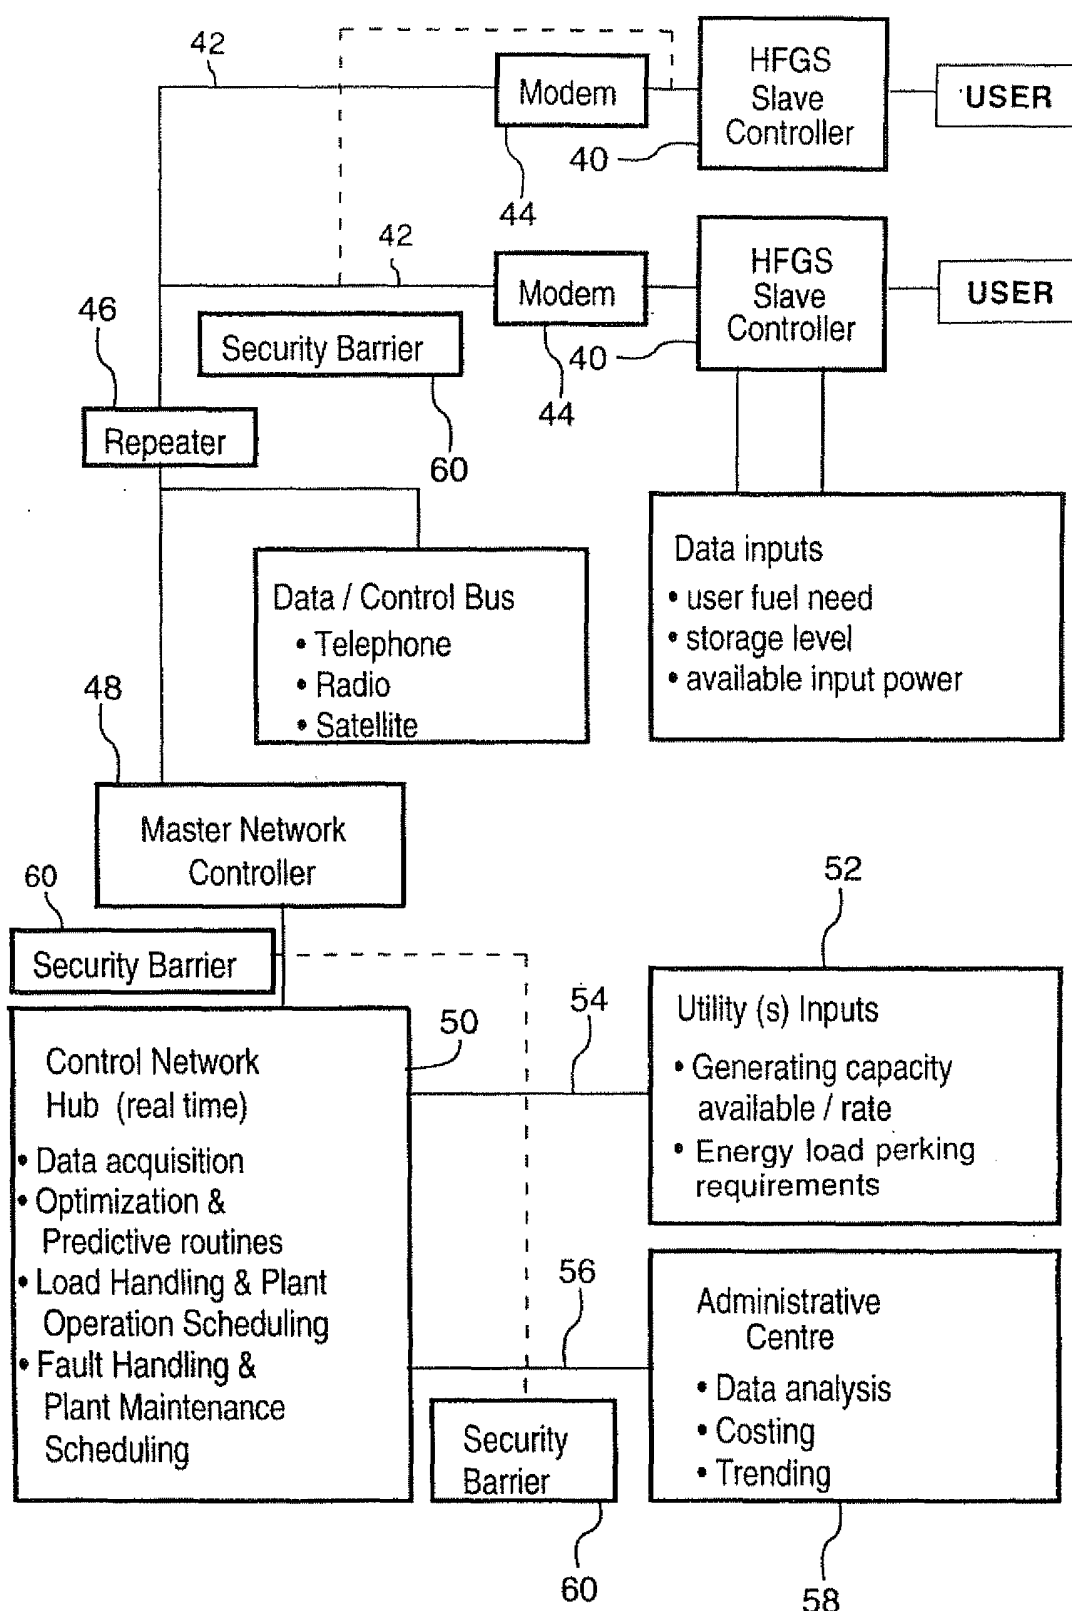 42
Modem
HFGS
Slave
Controller
USER
40
44
42
Modem
HFGS
Slave
Controller
USER
40
44
46
Security Barrier
60
Repeater
Data / Control Bus
• Telephone
• Radio
• Satellite
Data inputs
• user fuel need
• storage level
• available input power
48
Master Network
Controller
60
Security Barrier
50
Control Network
Hub (real time)
• Data acquisition
• Optimization &
Predictive routines
• Load Handling & Plant
Operation Scheduling
• Fault Handling &
Plant Maintenance
Scheduling
54
52
Utility (s) Inputs
• Generating capacity
available / rate
• Energy load perking
requirements
56
Administrative
Centre
• Data analysis
• Costing
• Trending
58
Security
Barrier
60